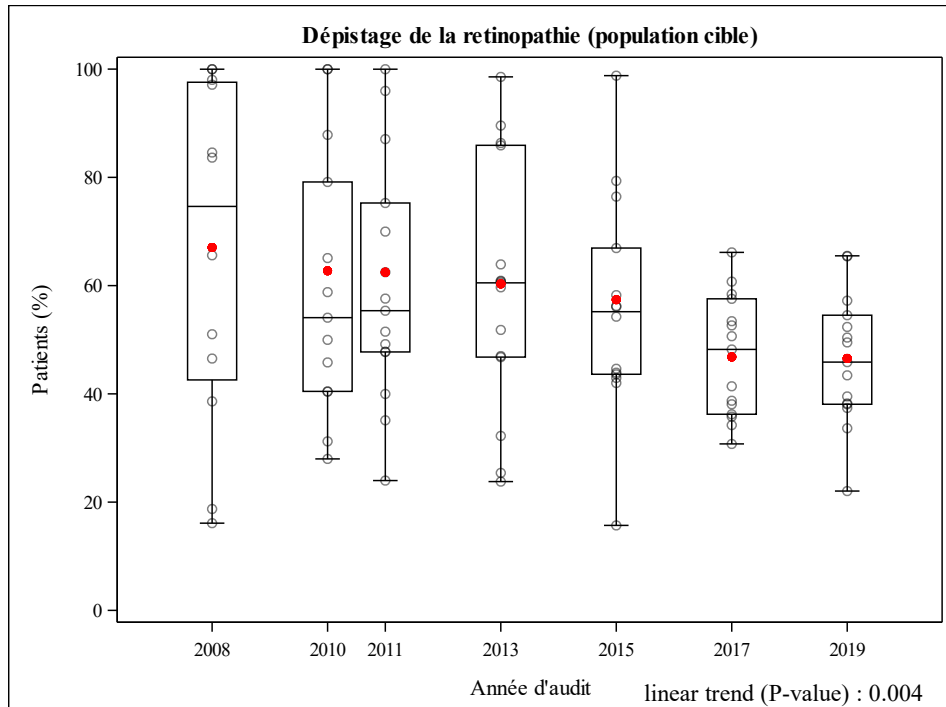 Dépistage de la retinopathie (population cible)
100
80
60
40
20
0
Patients (%)
2008 2010 2011 2013 2015 2017 2019
Année d'audit
linear trend (P-value) : 0.004